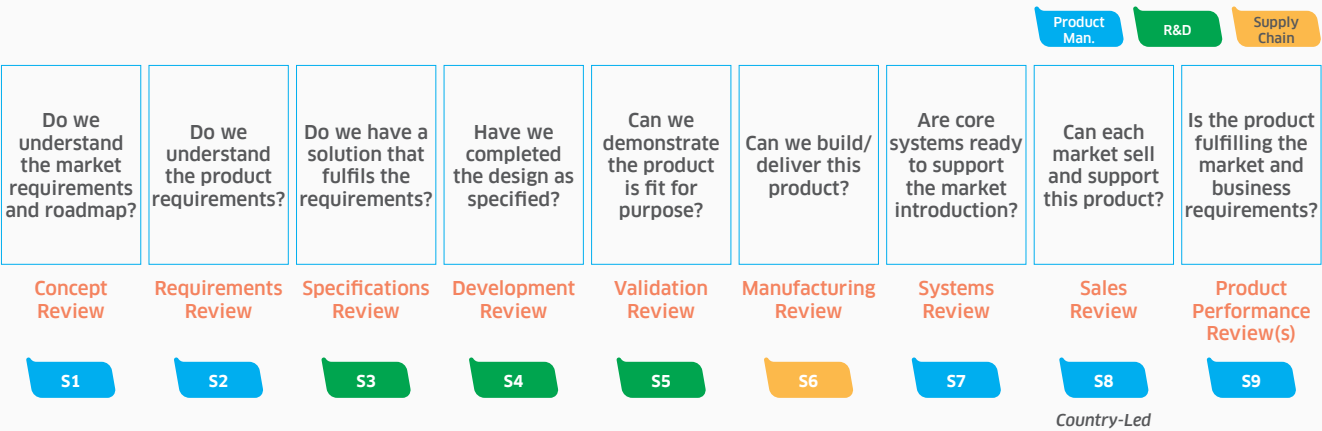 Product
Man.
R&D
Supply
Chain
Do we
understand
the market
requirements
and roadmap?
Do we
understand
the product
requirements?
Do we have a
solution that
fulfils the
requirements?
Have we
completed
the design as
specified?
Can we
demonstrate
the product
is fit for
purpose?
Can we build/
deliver this
product?
Are core
systems ready
to support
the market
introduction?
Can each
market sell
and support
this product?
Is the product
fulfilling the
market and
business
requirements?
Concept
Review
Requirements
Review
Specifications
Review
Development
Review
Validation
Review
Manufacturing
Review
Systems
Review
Sales
Review
Product
Performance
Review(s)
S1
S2
S3
S4
S5
S6
S7
S8
S9
Country-Led